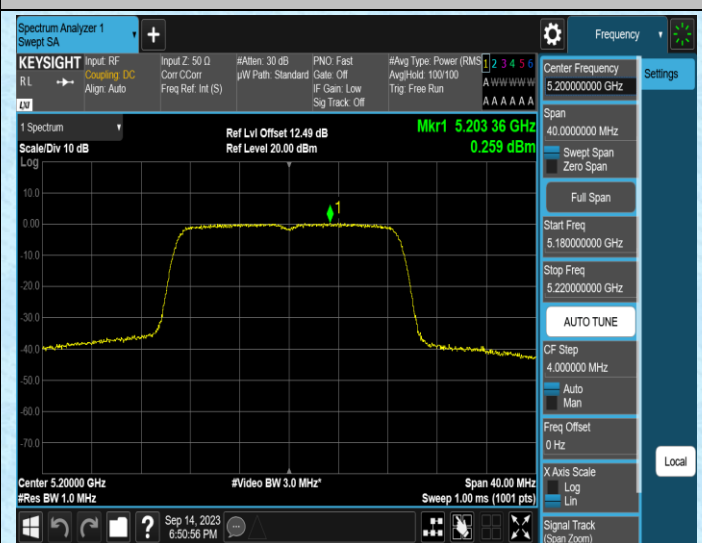 Spectrum Analyzer 1
Swept SA
+
Frequency
KEYSIGHT
RL
Input: RF
Coupling: DC
Align: Auto
Input Z: 50 Ω
Corr CCorr
Freq Ref: Int (S)
#Atten: 30 dB
µW Path: Standard
PNO: Fast
Gate: Off
IF Gain: Low
Sig Track: Off
#Avg Type: Power (RMS
Avg|Hold: 100/100
Trig: Free Run
1 2 3 4 5 6
A W W W W W
A A A A A A
1 Spectrum
Scale/Div 10 dB
Log
Ref Lvl Offset 12.49 dB
Ref Level 20.00 dBm
Mkr1 5.203 36 GHz
0.259 dBm
10.0
0.00
-10.0
-20.0
-30.0
-40.0
-50.0
-60.0
-70.0
1
Center 5.20000 GHz
#Res BW 1.0 MHz
#Video BW 3.0 MHz*
Span 40.00 MHz
Sweep 1.00 ms (1001 pts)
Center Frequency
5.200000000 GHz
Settings
Span
40.0000000 MHz
Swept Span
Zero Span
Full Span
Start Freq
5.180000000 GHz
Stop Freq
5.220000000 GHz
AUTO TUNE
CF Step
4.000000 MHz
Auto
Man
Freq Offset
0 Hz
X Axis Scale
Log
Lin
Local
Signal Track
(Span Zoom)
?
Sep 14, 2023
6:50:56 PM